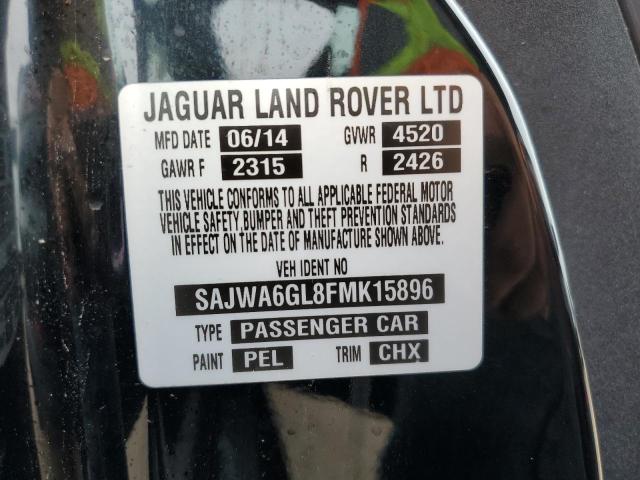 JAGUAR LAND ROVER LTD
MFD DATE 06/14 GVWR 4520
GAWR F 2315 R 2426
THIS VEHICLE CONFORMS TO ALL APPLICABLE FEDERAL MOTOR
VEHICLE SAFETY,BUMPER AND THEFT PREVENTION STANDARDS
IN EFFECT ON THE DATE OF MANUFACTURE SHOWN ABOVE.
VEH IDENT NO
SAJWA6GL8FMK15896
TYPE PASSENGER CAR
PAINT PEL TRIM CHX